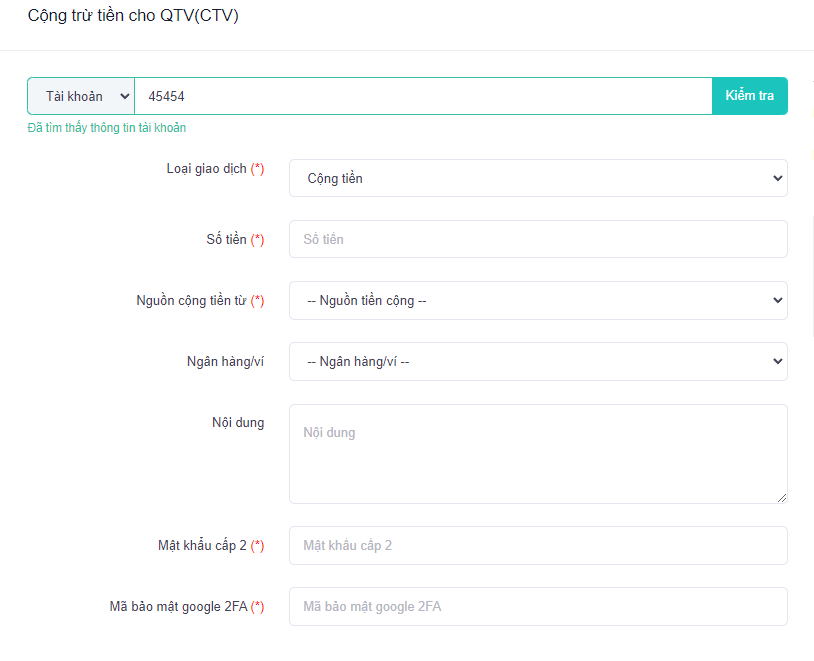 Cộng trừ tiền cho QTV(CTV)
Tài khoản 45454 Kiểm tra
Đã tìm thấy thông tin tài khoản
Loại giao dịch (*) Cộng tiền
Số tiền (*) Số tiền
Nguồn cộng tiền từ (*) -- Nguồn tiền cộng --
Ngân hàng/ví -- Ngân hàng/ví --
Nội dung Nội dung
Mật khẩu cấp 2 (*) Mật khẩu cấp 2
Mã bảo mật google 2FA (*) Mã bảo mật google 2FA